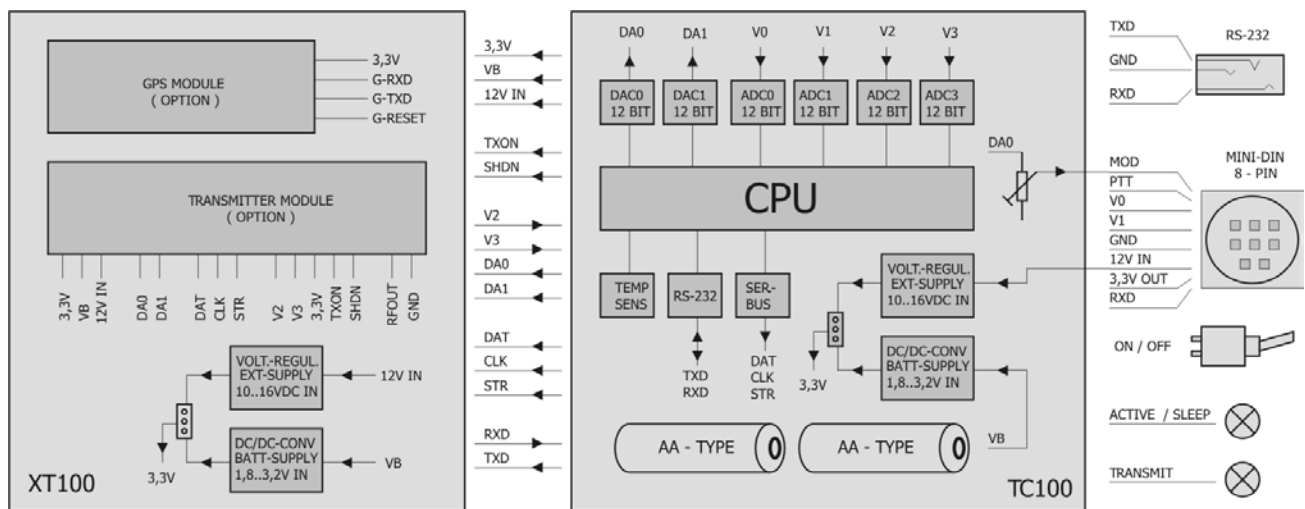 GPS MODULE
( OPTION )
3,3V
G-RXD
G-TXD
G-RESET
TRANSMITTER MODULE
( OPTION )
3,3V
VB
12V IN
DA0
DA1
DAT
CLK
STR
V2
V3
3,3V
TXON
SHDN
RFOUT
GND
VOLT.-REGUL.
EXT-SUPPLY
10..16VDC IN
12V IN
DC/DC-CONV
BATT-SUPPLY
1,8..3,2V IN
VB
3,3V
XT100
3,3V
VB
12V IN
TXON
SHDN
V2
V3
DA0
DA1
DAT
CLK
STR
RXD
TXD
DA0 DA1 V0 V1 V2 V3
DAC0 DAC1 ADC0 ADC1 ADC2 ADC3
12 BIT 12 BIT 12 BIT 12 BIT 12 BIT 12 BIT
DA0
CPU
TEMP
SENS
RS-232
SER-
BUS
TXD
RXD
DAT
CLK
STR
VOLT.-REGUL.
EXT-SUPPLY
10..16VDC IN
DC/DC-CONV
BATT-SUPPLY
1,8..3,2V IN
3,3V
AA - TYPE
AA - TYPE
VB
TC100
TXD
GND
RXD
RS-232
MOD
PTT
V0
V1
GND
12V IN
3,3V OUT
RXD
MINI-DIN
8 - PIN
ON / OFF
ACTIVE / SLEEP
TRANSMIT